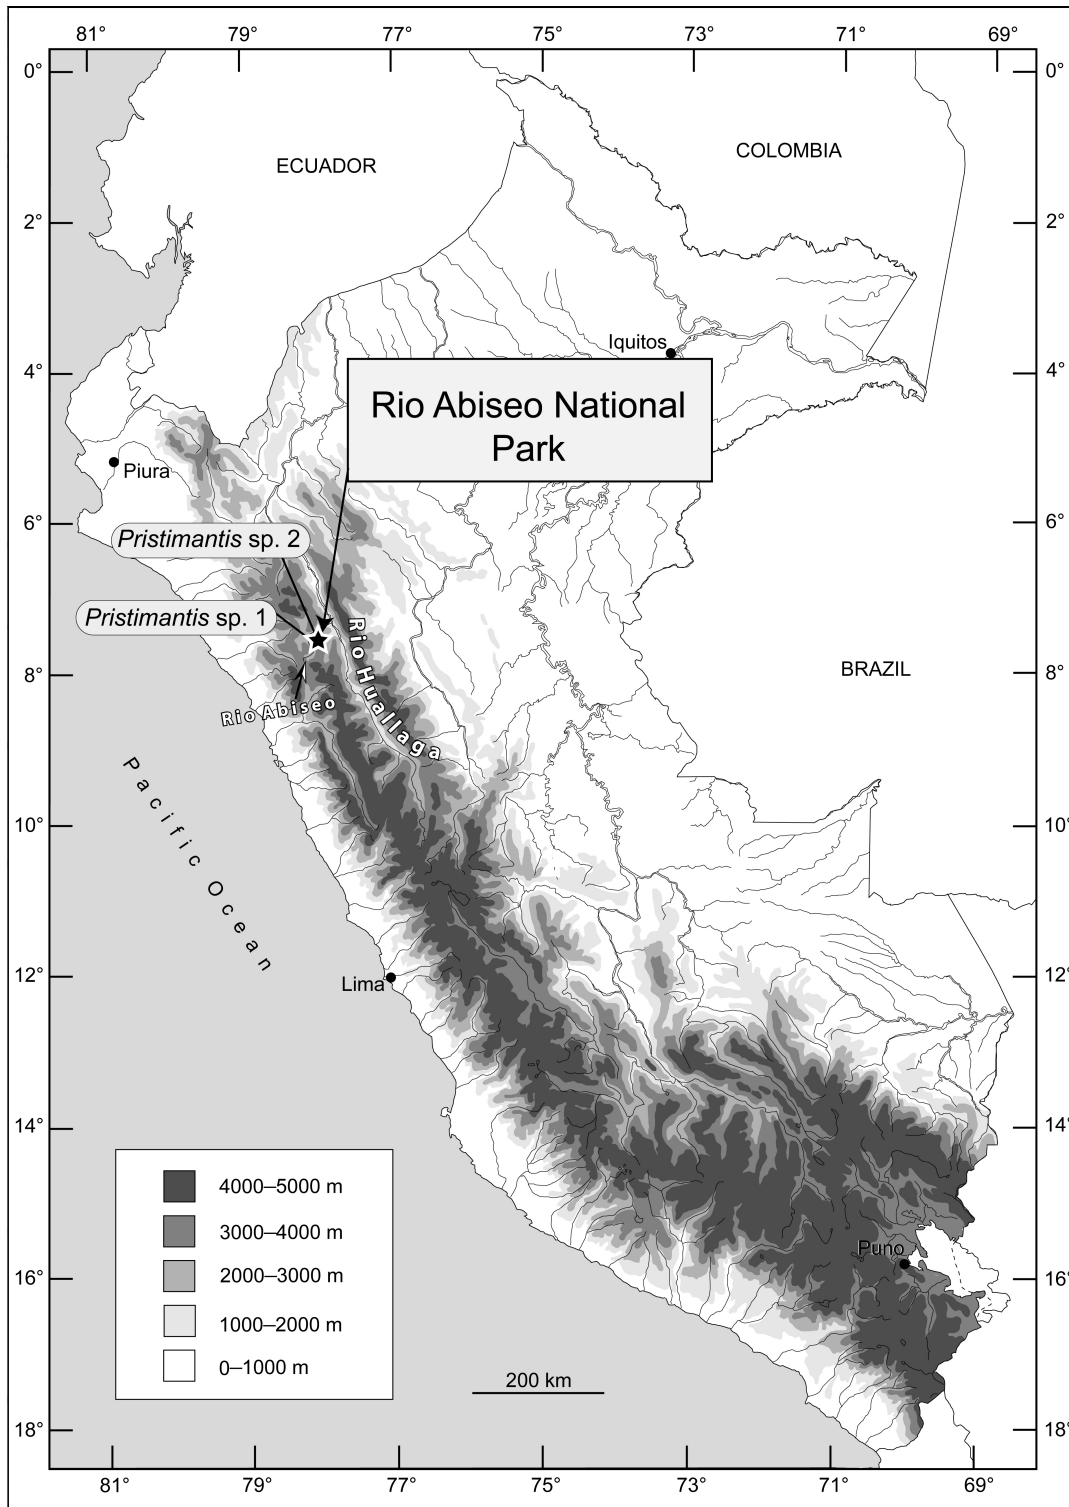 81° 79° 77° 75° 73° 71° 69°
0° 0°
COLOMBIA
ECUADOR
2° 2°
Iquitos
4° 4°
Rio Abiseo National
Park
Piura
6° 6°
Pristimantis sp. 2
Pristimantis sp. 1
Rio Huallaga
BRAZIL
8° 8°
Rio Abiseo
Pacific Ocean
10° 10°
12° 12°
Lima
14° 14°
4000–5000 m
3000–4000 m
Puno
2000–3000 m
16° 16°
1000–2000 m
0–1000 m
200 km
18° 18°
81° 79° 77° 75° 73° 71° 69°